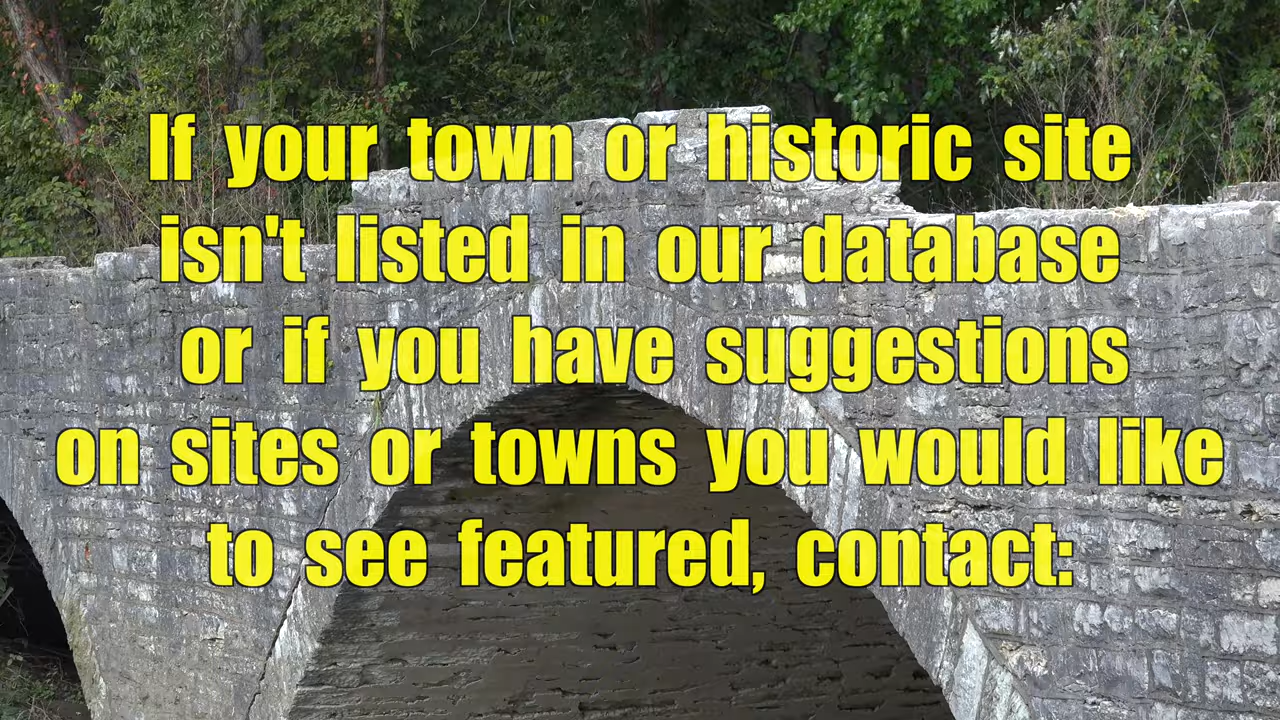 If your town or historic site
isn't listed in our database
or if you have suggestions
on sites or towns you would like
to see featured, contact: